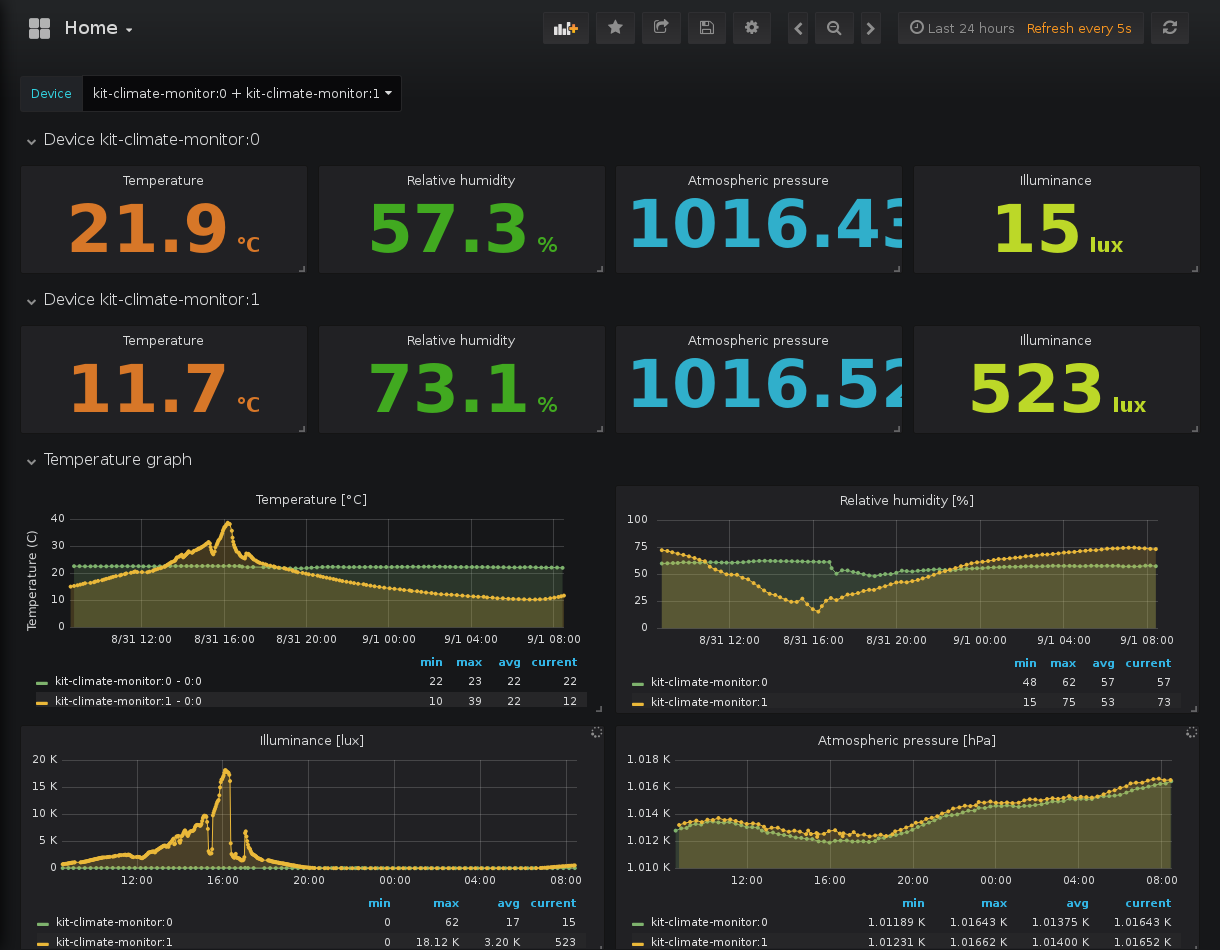 Home
Last 24 hours Refresh every 5s
Device kit-climate-monitor:0 + kit-climate-monitor:1
Device kit-climate-monitor:0
Temperature Relative humidity Atmospheric pressure Illuminance
21.9 °C 57.3 % 1016.43 15 lux
Device kit-climate-monitor:1
Temperature Relative humidity Atmospheric pressure Illuminance
11.7 °C 73.1 % 1016.52 523 lux
Temperature graph
Temperature [°C]
Temperature (C)
40
30
20
10
0
8/31 12:00 8/31 16:00 8/31 20:00 9/1 00:00 9/1 04:00 9/1 08:00
min max avg current
kit-climate-monitor:0 - 0:0 22 23 22 22
kit-climate-monitor:1 - 0:0 10 39 22 12
Relative humidity [%]
100
75
50
25
0
8/31 12:00 8/31 16:00 8/31 20:00 9/1 00:00 9/1 04:00 9/1 08:00
min max avg current
kit-climate-monitor:0 48 62 57 57
kit-climate-monitor:1 15 75 53 73
Illuminance [lux]
20 K
15 K
10 K
5 K
0
12:00 16:00 20:00 00:00 04:00 08:00
min max avg current
kit-climate-monitor:0 0 62 17 15
kit-climate-monitor:1 0 18.12 K 3.20 K 523
Atmospheric pressure [hPa]
1.018 K
1.016 K
1.014 K
1.012 K
1.010 K
12:00 16:00 20:00 00:00 04:00 08:00
min max avg current
kit-climate-monitor:0 1.01189 K 1.01643 K 1.01375 K 1.01643 K
kit-climate-monitor:1 1.01231 K 1.01662 K 1.01400 K 1.01652 K